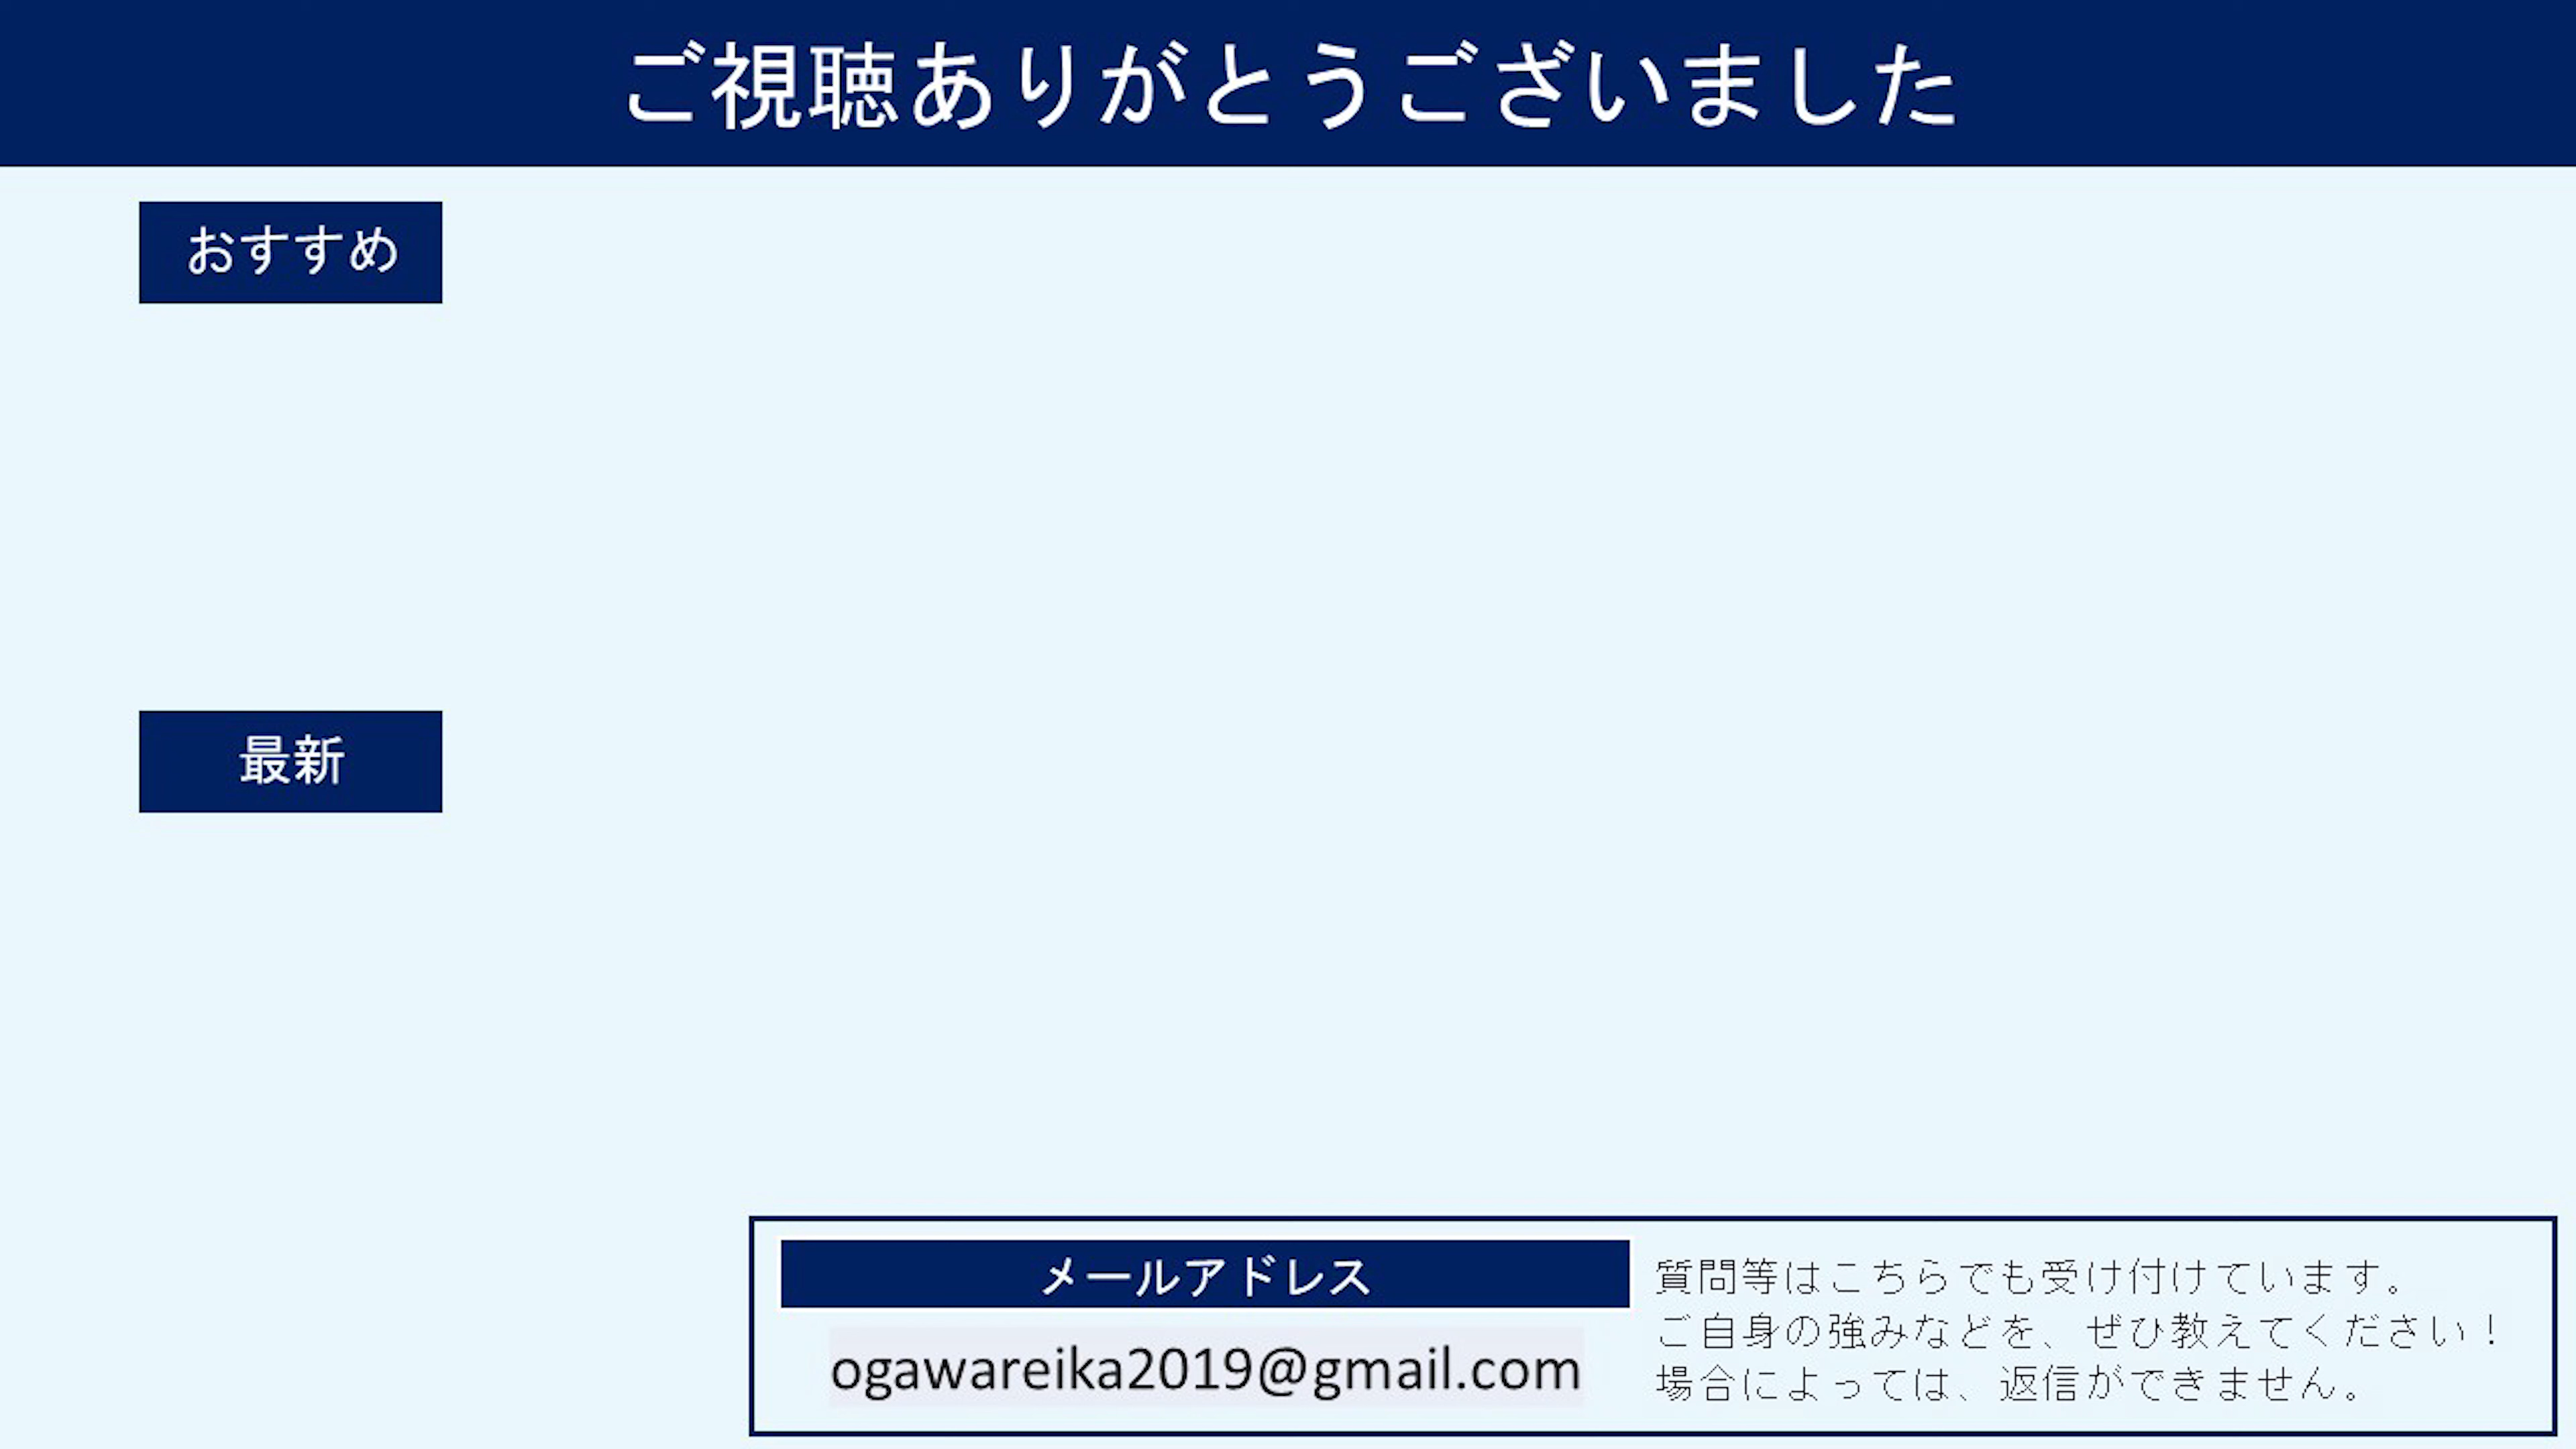 ご視聴ありがとうございました
おすすめ
最新
メールアドレス
ogawareika2019@gmail.com
質問等はこちらでも受け付けています。
ご自身の強みなどを、ぜひ教えてください！
場合によっては、返信ができません。